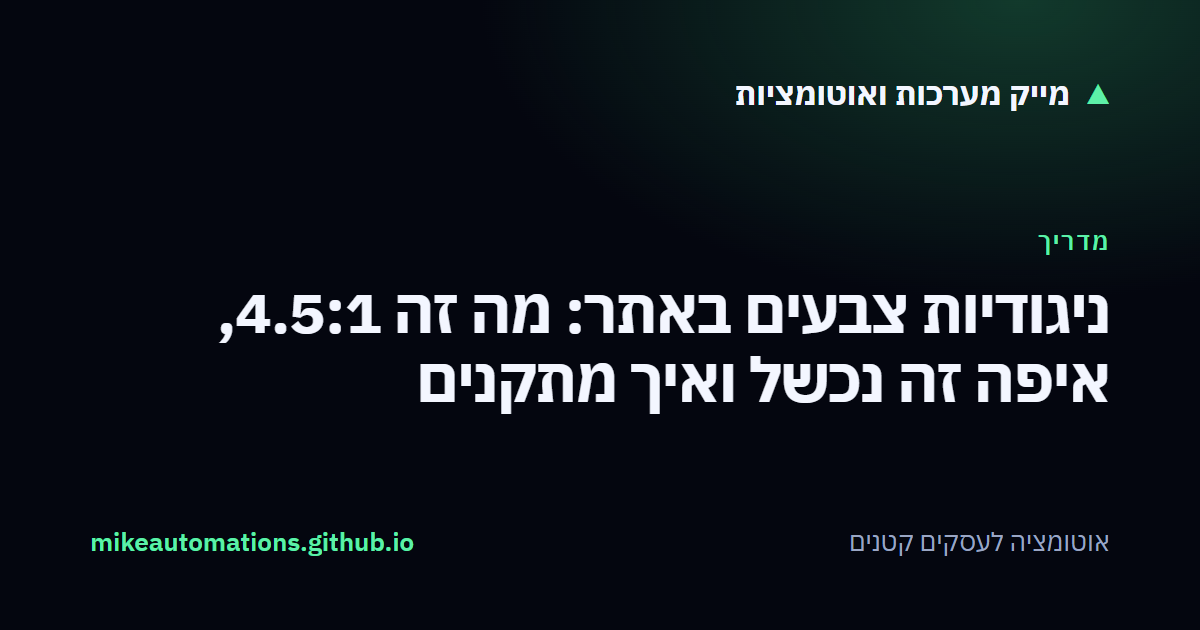 ▲ מייק מערכות ואוטומציות
מדריך
ניגודיות צבעים באתר: מה זה 4.5:1,
איפה זה נכשל ואיך מתקנים
אוטומציה לעסקים קטנים
mikeautomations.github.io